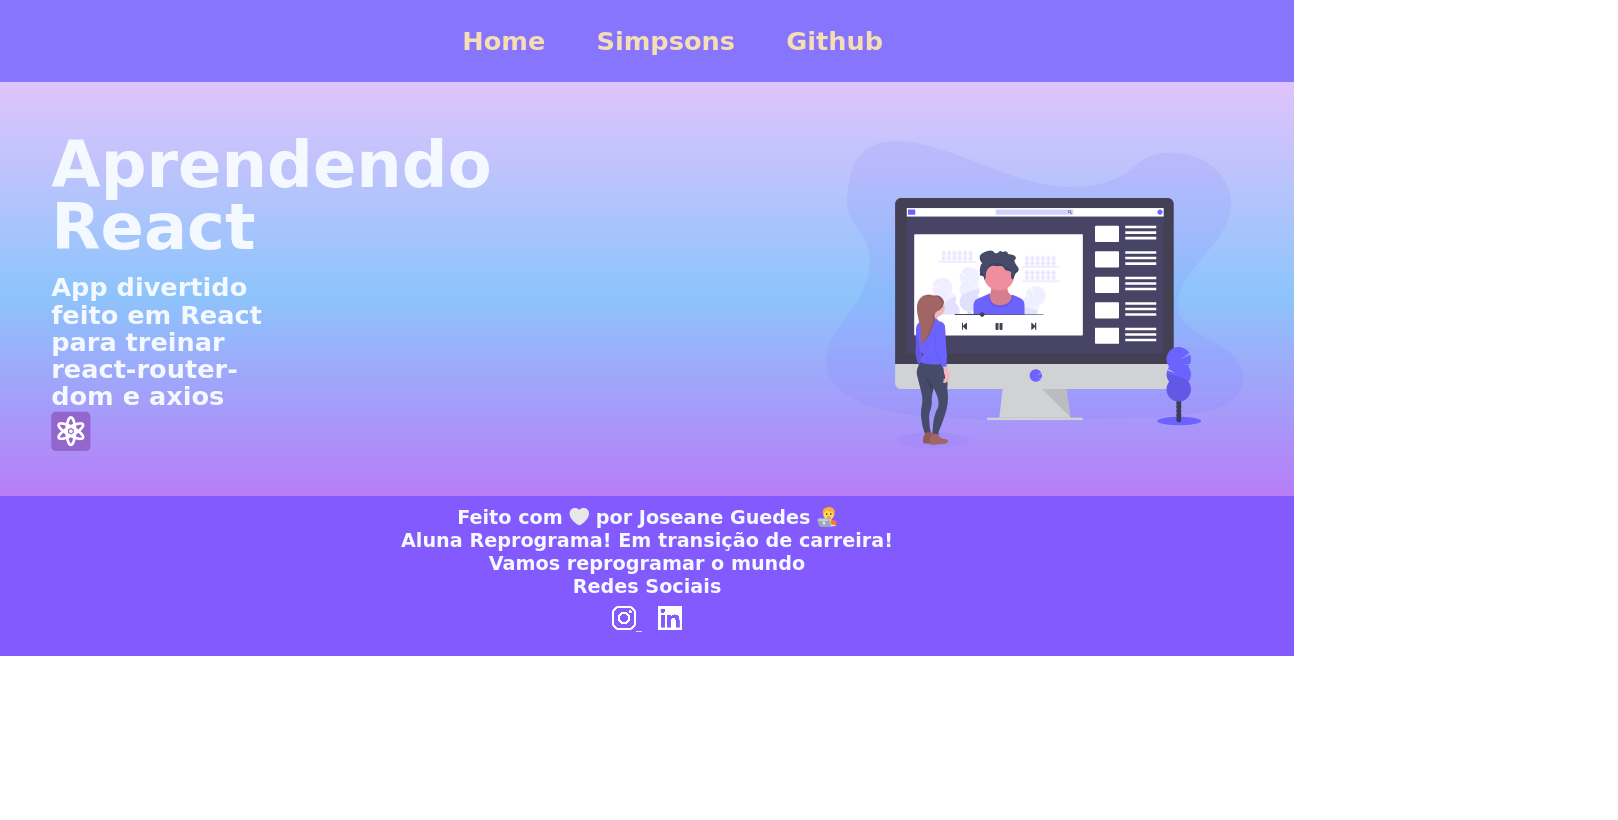 Home Simpsons Github
Aprendendo
React
App divertido
feito em React
para treinar
react-router-
dom e axios
Feito com 🤍 por Joseane Guedes 👩‍💻
Aluna Reprograma! Em transição de carreira!
Vamos reprogramar o mundo
Redes Sociais